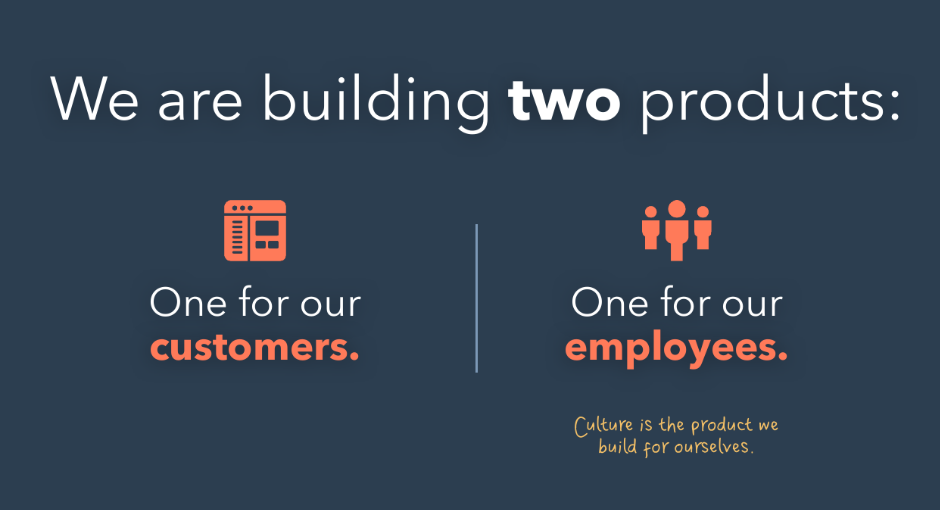 We are building two products:
One for our
customers.
One for our
employees.
Culture is the product we
build for ourselves.